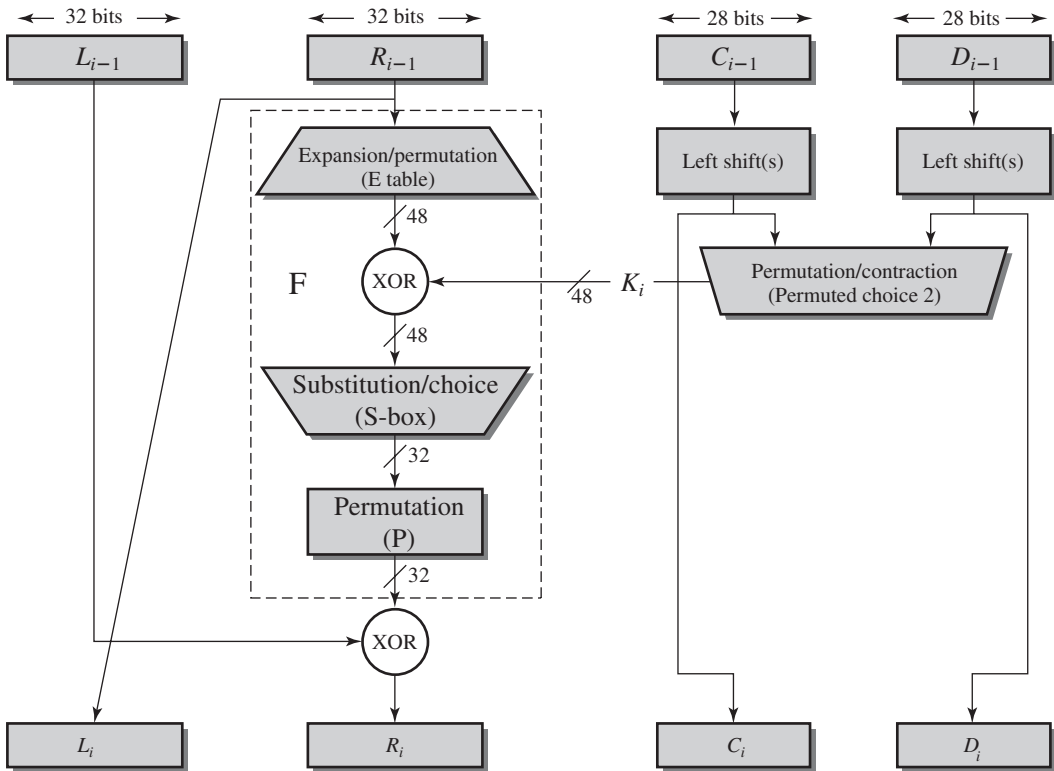 32 bits
32 bits
28 bits
28 bits
L_{i-1}
R_{i-1}
C_{i-1}
D_{i-1}
Expansion/permutation
(E table)
Left shift(s)
Left shift(s)
48
F
XOR
48
K_i
Permutation/contraction
(Permuted choice 2)
48
Substitution/choice
(S-box)
32
Permutation
(P)
32
XOR
L_i
R_i
C_i
D_i